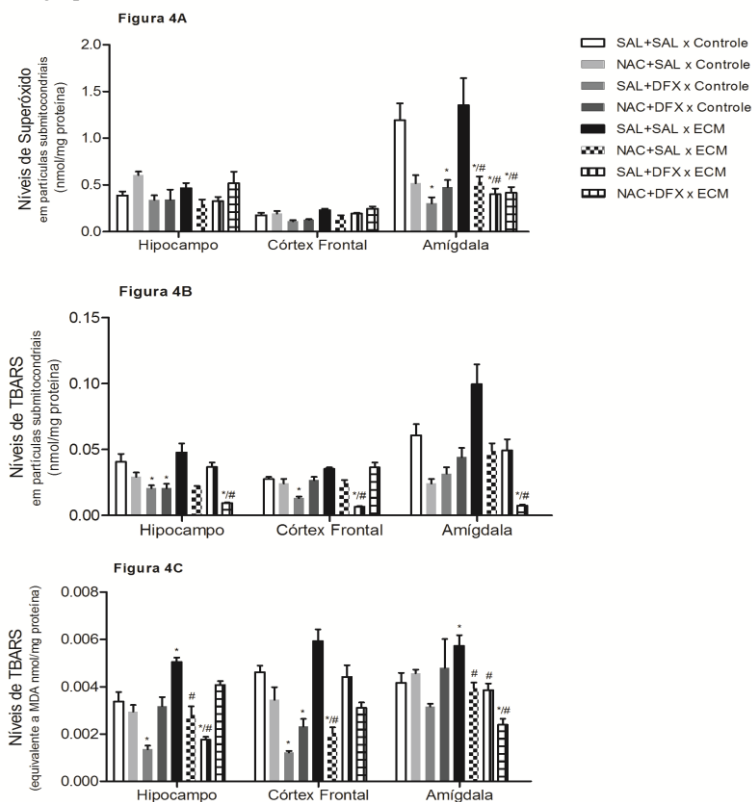 Figura 4A
Níveis de Superóxido
em partículas submitocondriais
(nmol/mg proteina)
2.0
1.5
1.0
0.5
0.0
*
*
*/#
*/#
*/#
Hipocampo
Córtex Frontal
Amígdala
SAL+SAL x Controle
NAC+SAL x Controle
SAL+DFX x Controle
NAC+DFX x Controle
SAL+SAL x ECM
NAC+SAL x ECM
SAL+DFX x ECM
NAC+DFX x ECM
Figura 4B
Níveis de TBARS
em partículas submitocondriais
(nmol/mg proteina)
0.15
0.10
0.05
0.00
*
*
*/#
*
*/#
*/#
Hipocampo
Córtex Frontal
Amígdala
Figura 4C
Níveis de TBARS
(equivalente a MDA nmol/mg proteina)
0.008
0.006
0.004
0.002
0.000
*
*
#
*/#
*
*
*/#
*
#
#
*/#
Hipocampo
Córtex Frontal
Amígdala